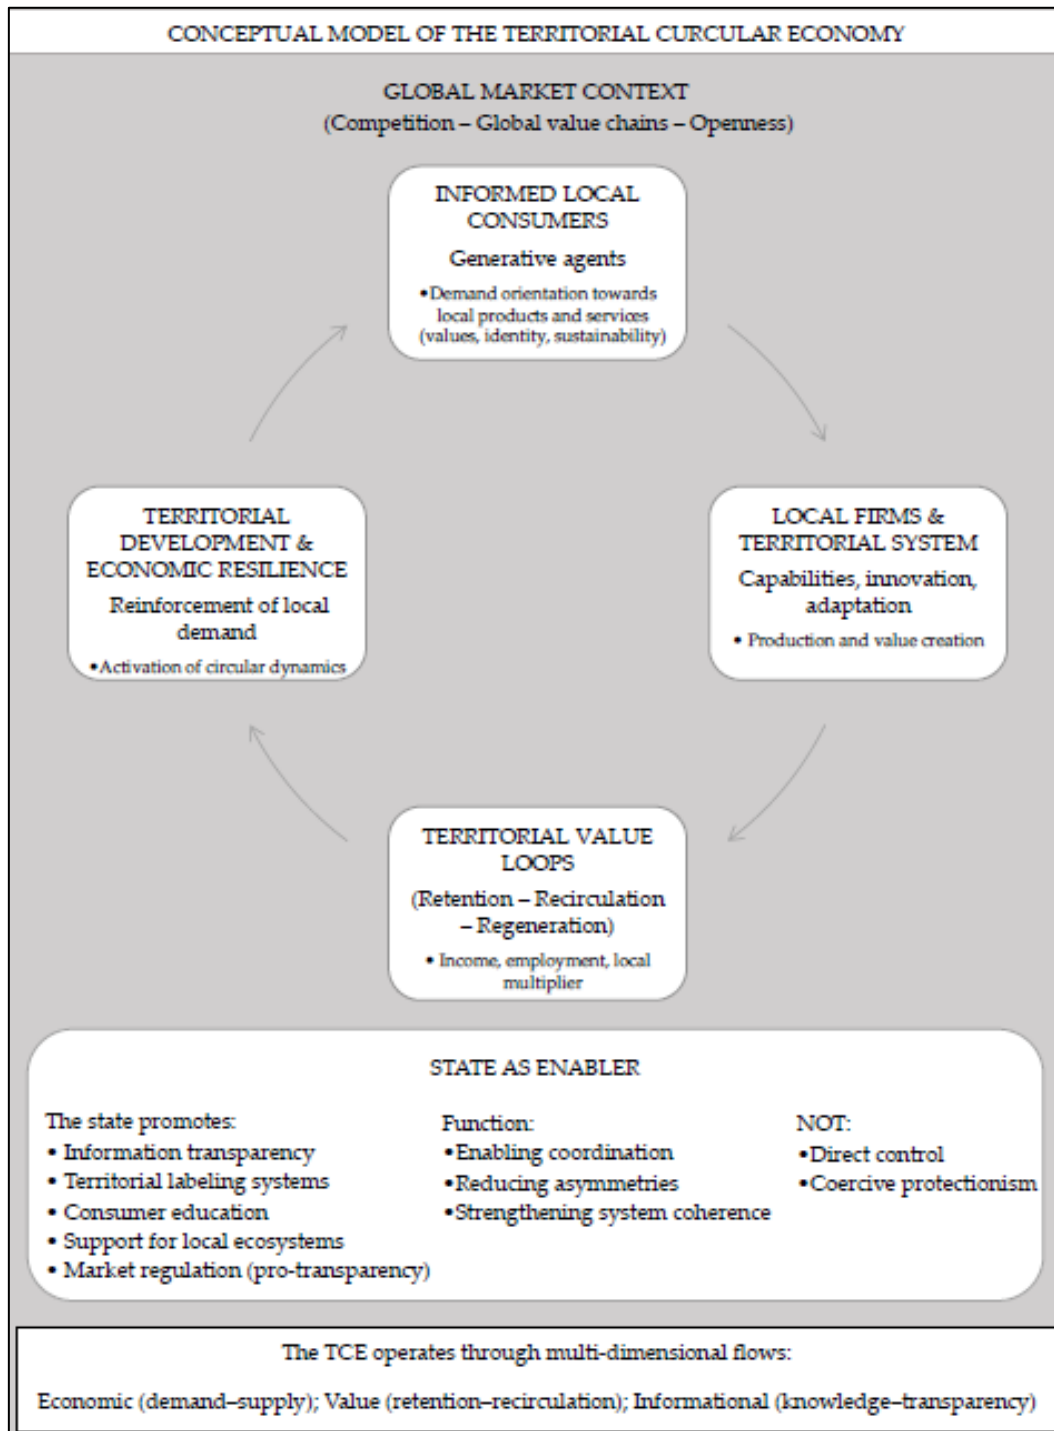 CONCEPTUAL MODEL OF THE TERRITORIAL CURCULAR ECONOMY
GLOBAL MARKET CONTEXT
(Competition – Global value chains – Openness)
INFORMED LOCAL
CONSUMERS
Generative agents
•Demand orientation towards
local products and services
(values, identity, sustainability)
TERRITORIAL
DEVELOPMENT &
ECONOMIC RESILIENCE
Reinforcement of local
demand
•Activation of circular dynamics
LOCAL FIRMS &
TERRITORIAL SYSTEM
Capabilities, innovation,
adaptation
• Production and value creation
TERRITORIAL VALUE
LOOPS
(Retention – Recirculation
– Regeneration)
• Income, employment, local
multiplier
STATE AS ENABLER
The state promotes:
• Information transparency
• Territorial labeling systems
• Consumer education
• Support for local ecosystems
• Market regulation (pro-transparency)
Function:
•Enabling coordination
•Reducing asymmetries
•Strengthening system coherence
NOT:
•Direct control
•Coercive protectionism
The TCE operates through multi-dimensional flows:
Economic (demand–supply); Value (retention–recirculation); Informational (knowledge–transparency)